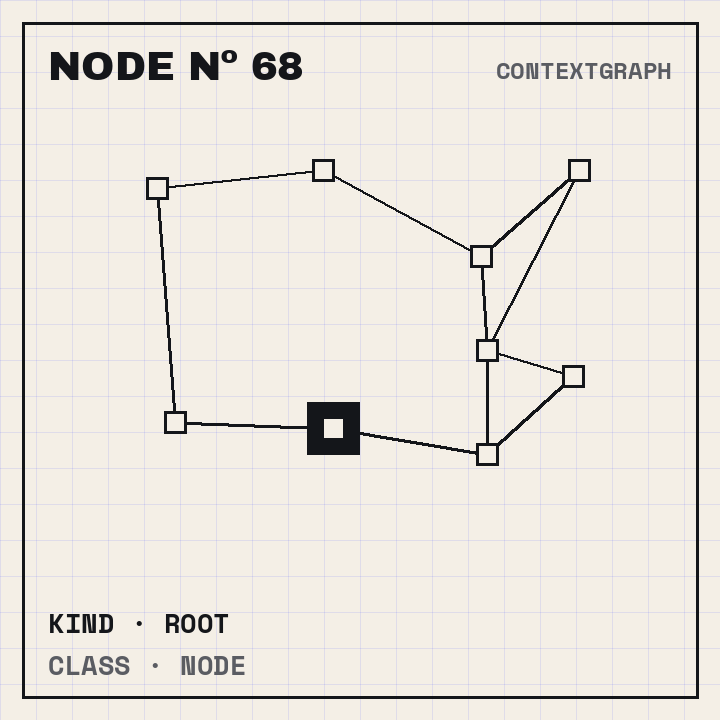 NODE Nº 68
CONTEXTGRAPH
KIND · ROOT
CLASS · NODE